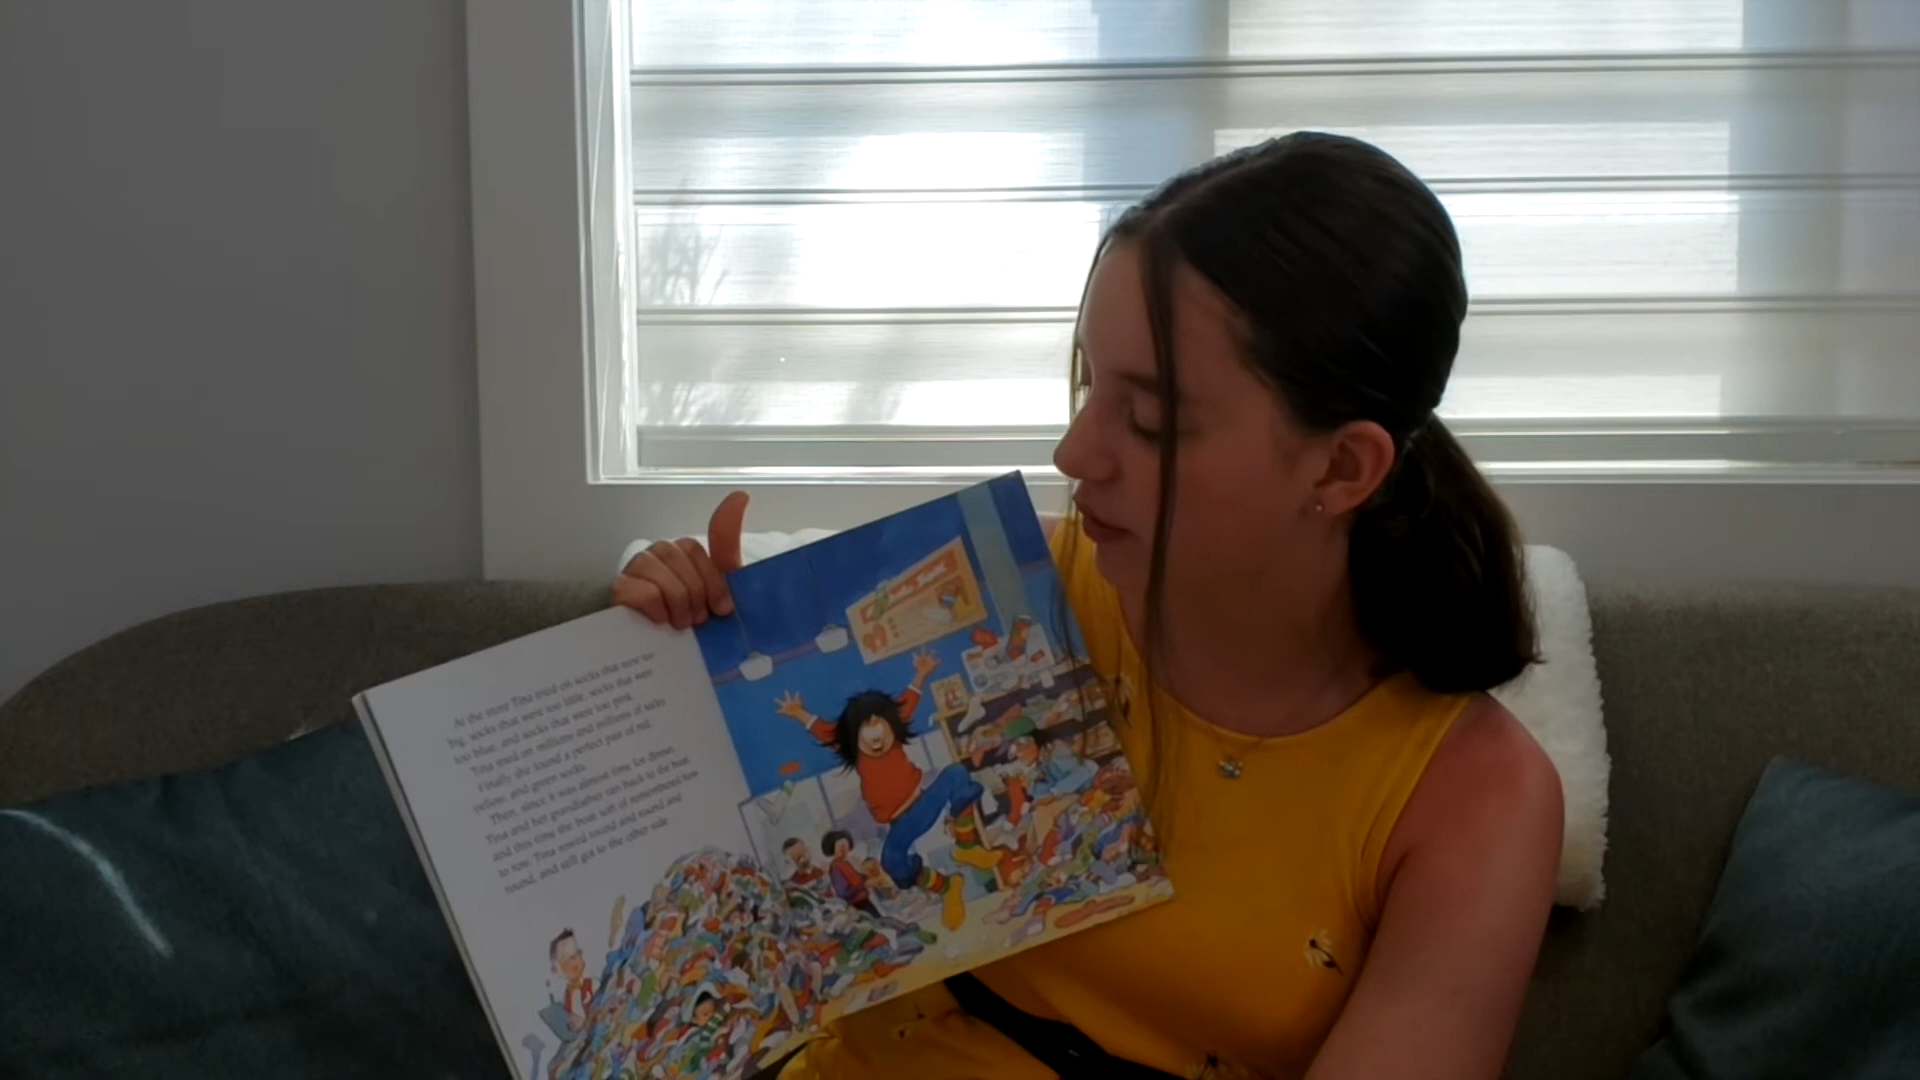 At the store Tina tried on socks that were too
big, socks that were too little, socks that were
too blue, and socks that were too pink.
Tina tried on millions and millions of socks
Finally she found a perfect pair of red,
yellow, and green socks.
Then, since it was almost time for dinner,
Tina and her grandfather ran back to the boat
and this time the boat sort of remembered how
to row. Tina rowed round and round and
round, and still got to the other side